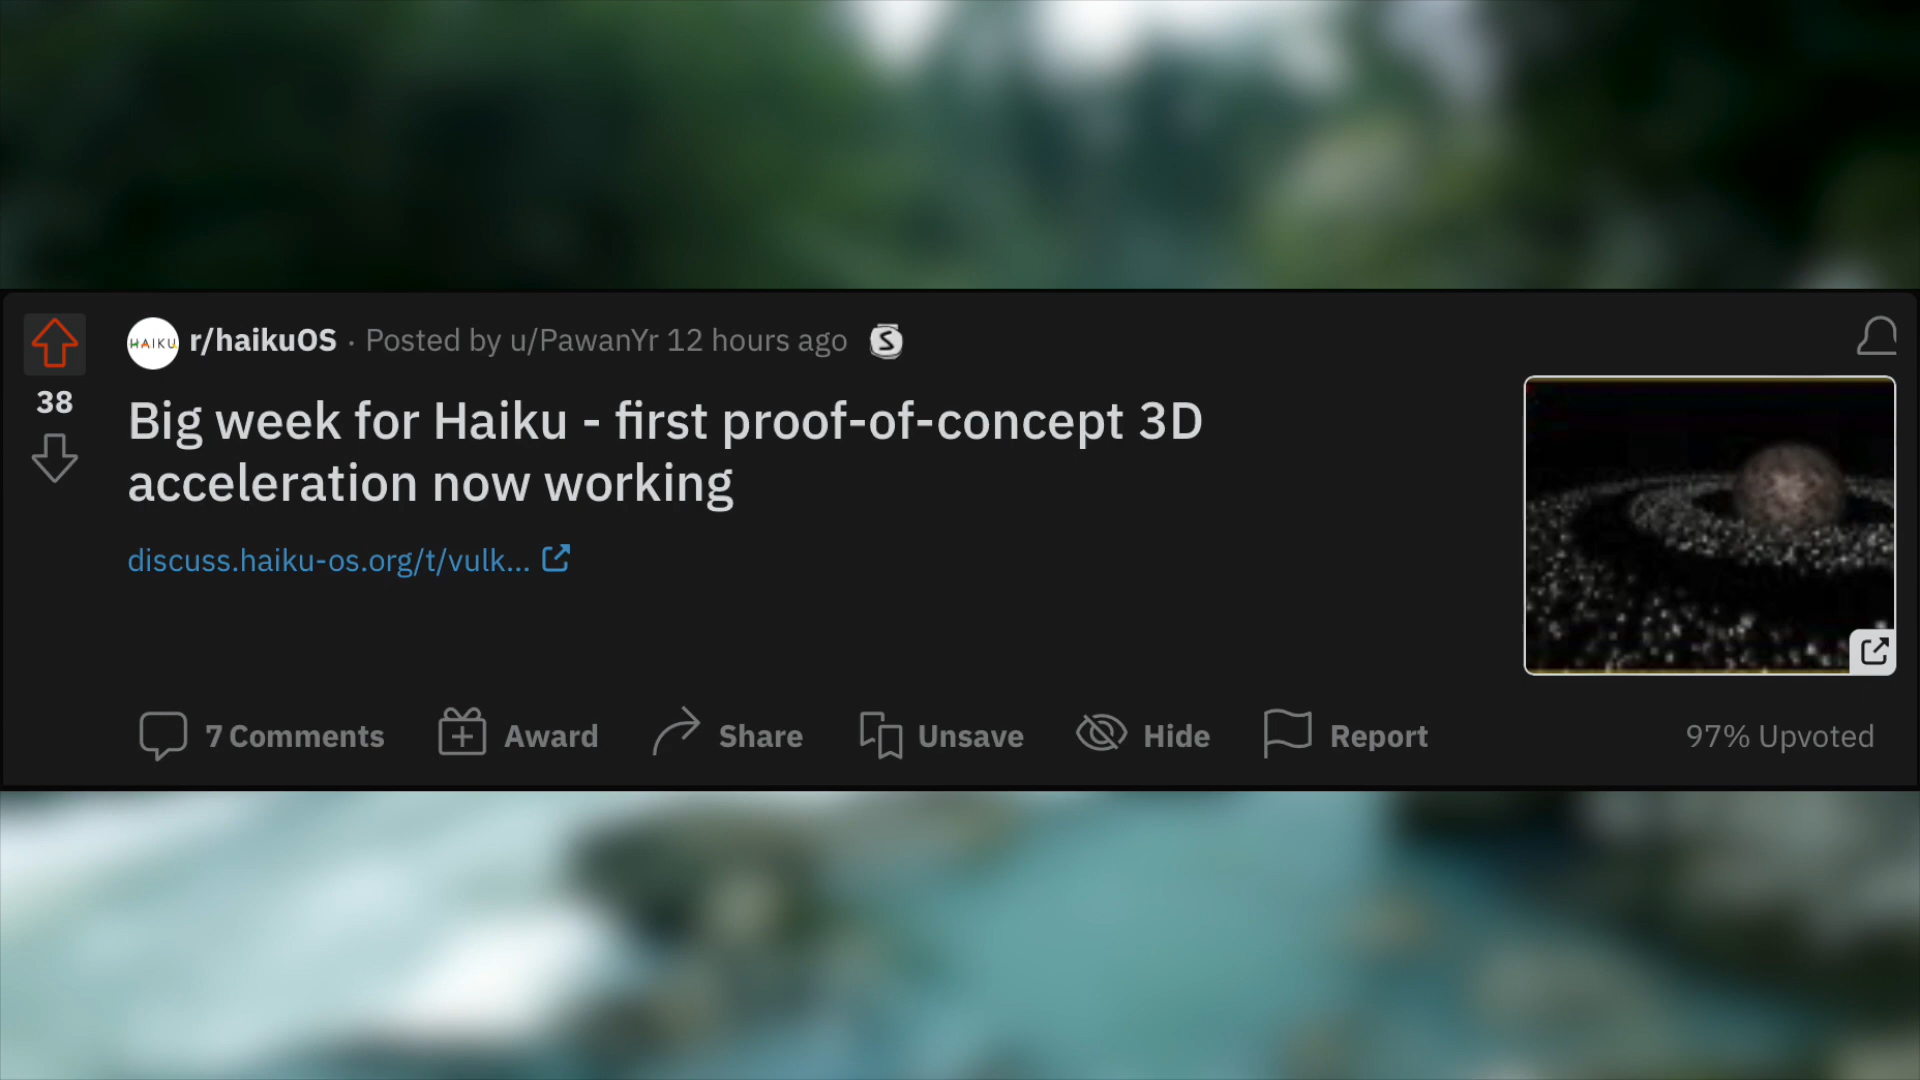 HAIKU r/haikuOS · Posted by u/PawanYr 12 hours ago S
38
Big week for Haiku - first proof-of-concept 3D
acceleration now working
discuss.haiku-os.org/t/vulk...
7 Comments Award Share Unsave Hide Report 97% Upvoted